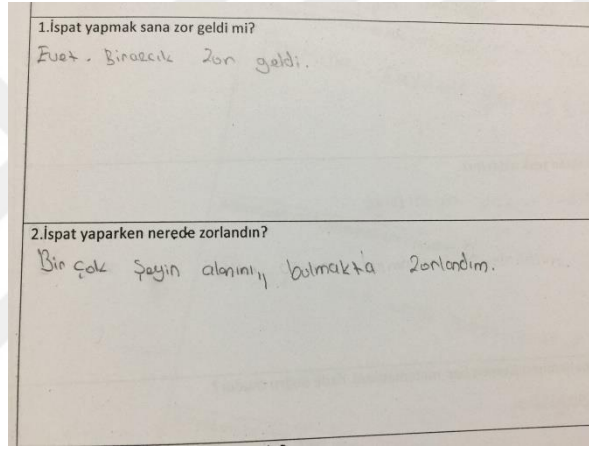 1.İspat yapmak sana zor geldi mi?
Evet. Birazcık zor geldi.
2.İspat yaparken nerede zorlandın?
Bir çok şeyin alanını,, bulmakta zorlandım.